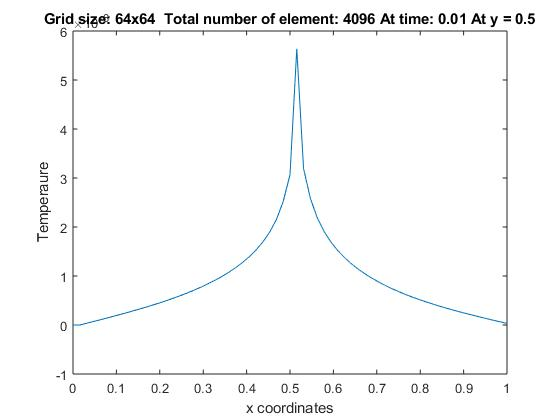 Grid size: 64x64 Total number of element: 4096 At time: 0.01 At y = 0.5
6
5
4
3
2
1
0
-1
Temperaure
0 0.1 0.2 0.3 0.4 0.5 0.6 0.7 0.8 0.9 1
x coordinates